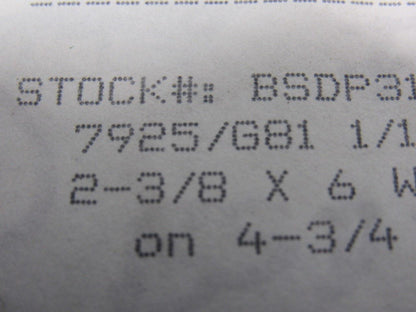 STOCK#: BSDP31
7925/G81 1/1
2-3/8 X 6 W
on 4-3/4